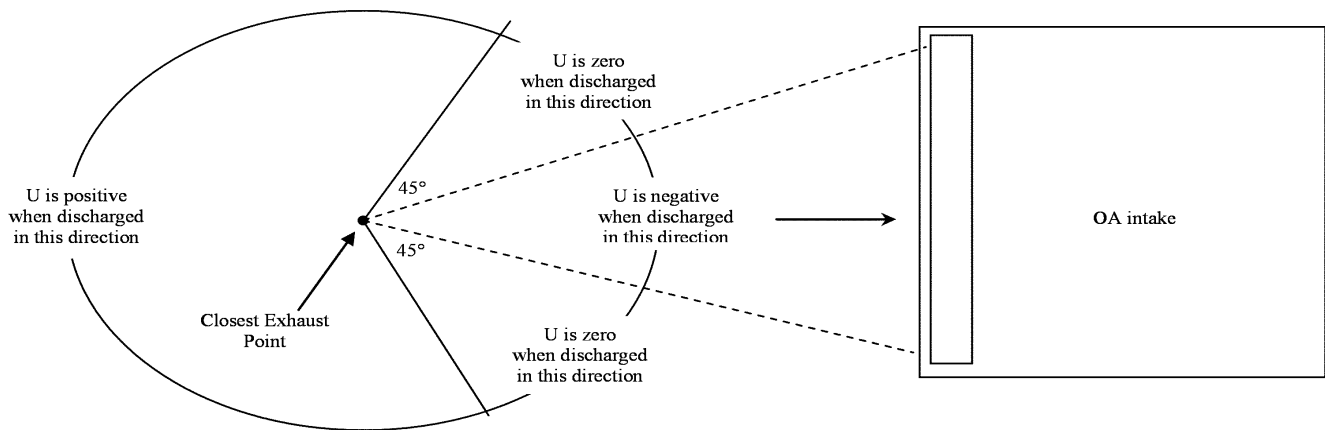 U is zero
when discharged
in this direction
45°
U is positive
when discharged
in this direction
U is negative
when discharged
in this direction
OA intake
45°
Closest Exhaust
Point
U is zero
when discharged
in this direction